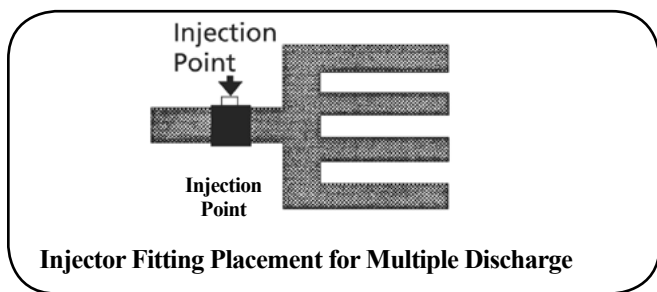 Injection
Point
Injection
Point
Injector Fitting Placement for Multiple Discharge